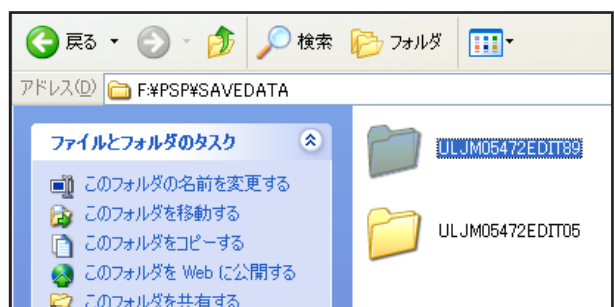 戻る 検索 フォルダ
アドレス(D) F:¥PSP¥SAVEDATA
ファイルとフォルダのタスク
このフォルダの名前を変更する
このフォルダを移動する
このフォルダをコピーする
このフォルダを Web に公開する
このフォルダを共有する
ULJM05472EDIT89
ULJM05472EDIT05